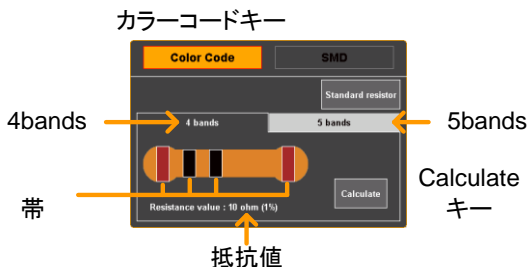 カラーコードキー
Color Code
SMD
Standard resistor
4bands
4 bands
5 bands
5bands
Calculate
キー
Calculate
帯
Resistance value : 10 ohm (1%)
抵抗値